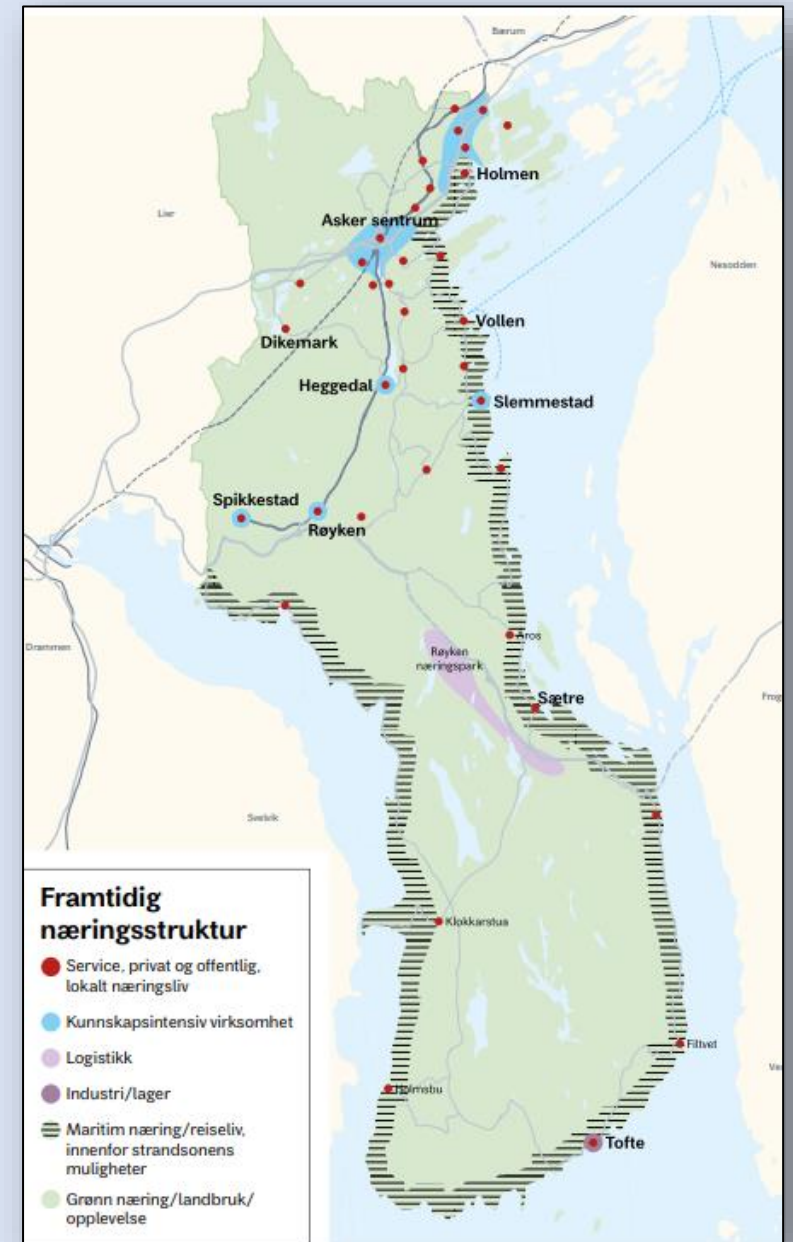 Bærum
Holmen
Asker sentrum
Lier
Nesodden
Vollen
Dikemark
Heggedal
Slemmestad
Spikkestad
Røyken
Drammen
Åros
Røyken
næringspark
Sætre
Frog
Svelvik
Framtidig
næringsstruktur
Service, privat og offentlig,
lokalt næringsliv
Kunnskapsintensiv virksomhet
Logistikk
Industri/lager
Maritim næring/reiseliv,
innenfor strandsonens
muligheter
Grønn næring/landbruk/
opplevelse
Klokkarstua
Filtvet
Ve
Holmsbu
Tofte